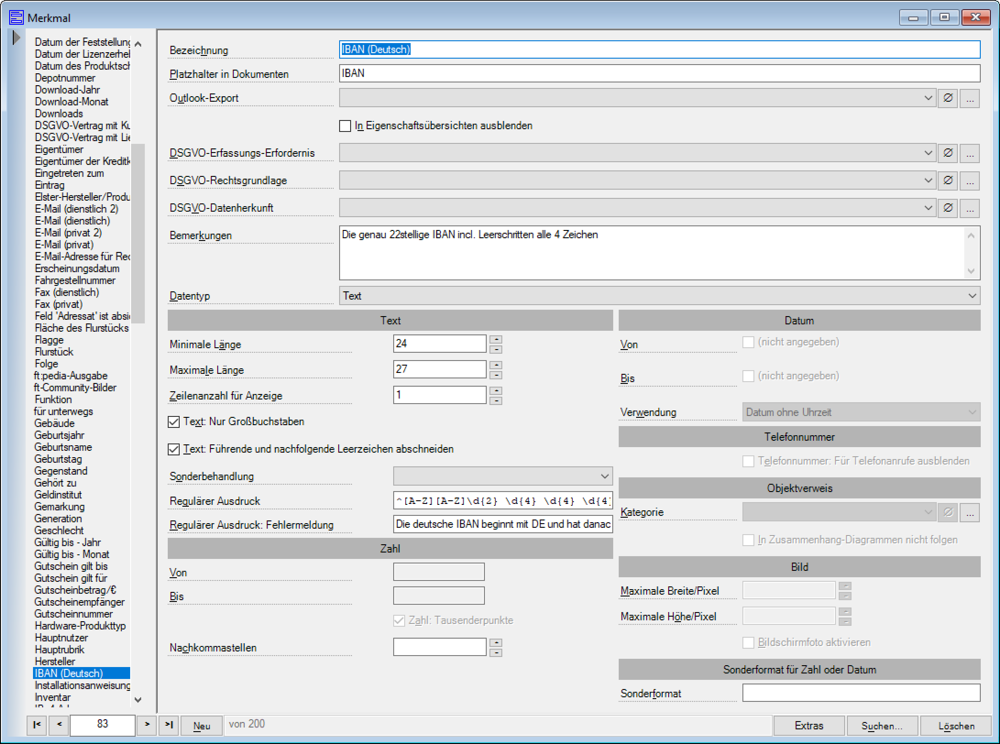 Merkmal
Datum der Feststellung
Datum der Lizenzerhel
Datum des Produktsch
Depotnummer
Download-Jahr
Download-Monat
Downloads
DSGVO-Vertrag mit Ku
DSGVO-Vertrag mit Lie
Eigentümer
Eigentümer der Kreditk
Eingetreten zum
Eintrag
Elster-Hersteller/Produ
E-Mail (dienstlich 2)
E-Mail (dienstlich)
E-Mail (privat 2)
E-Mail (privat)
E-Mail-Adresse für Rec
Erscheinungsdatum
Fahrgestellnummer
Fax (dienstlich)
Fax (privat)
Feld 'Adressat' ist absi
Fläche des Flurstücks
Flagge
Flurstück
Folge
ft:pedia-Ausgabe
ft-Community-Bilder
Funktion
für unterwegs
Gebäude
Geburtsjahr
Geburtsname
Geburtstag
Gegenstand
Gehört zu
Geldinstitut
Gemarkung
Generation
Geschlecht
Gültig bis - Jahr
Gültig bis - Monat
Gutschein gilt bis
Gutschein gilt für
Gutscheinbetrag/€
Gutscheinempfänger
Gutscheinnummer
Hardware-Produkttyp
Hauptnutzer
Hauptrubrik
Hersteller
IBAN (Deutsch)
Installationsanweisung
Inventar
Bezeichnung IBAN (Deutsch)
Platzhalter in Dokumenten IBAN
Outlook-Export Ø ...
In Eigenschaftsübersichten ausblenden
DSGVO-Erfassungs-Erfordernis Ø ...
DSGVO-Rechtsgrundlage Ø ...
DSGVO-Datenherkunft Ø ...
Bemerkungen Die genau 22stellige IBAN incl. Leerschritten alle 4 Zeichen
Datentyp Text
Text
Minimale Länge 24
Maximale Länge 27
Zeilenanzahl für Anzeige 1
Text: Nur Großbuchstaben
Text: Führende und nachfolgende Leerzeichen abschneiden
Sonderbehandlung
Regulärer Ausdruck ^[A-Z][A-Z]\d{2} \d{4} \d{4} \d{4}
Regulärer Ausdruck: Fehlermeldung Die deutsche IBAN beginnt mit DE und hat danac
Zahl
Von
Bis
Zahl: Tausenderpunkte
Nachkommastellen
Datum
Von (nicht angegeben)
Bis (nicht angegeben)
Verwendung Datum ohne Uhrzeit
Telefonnummer
Telefonnummer: Für Telefonanrufe ausblenden
Objektverweis
Kategorie Ø ...
In Zusammenhang-Diagrammen nicht folgen
Bild
Maximale Breite/Pixel
Maximale Höhe/Pixel
Bildschirmfoto aktivieren
Sonderformat für Zahl oder Datum
Sonderformat
|< < 83 > >| Neu von 200 Extras Suchen... Löschen